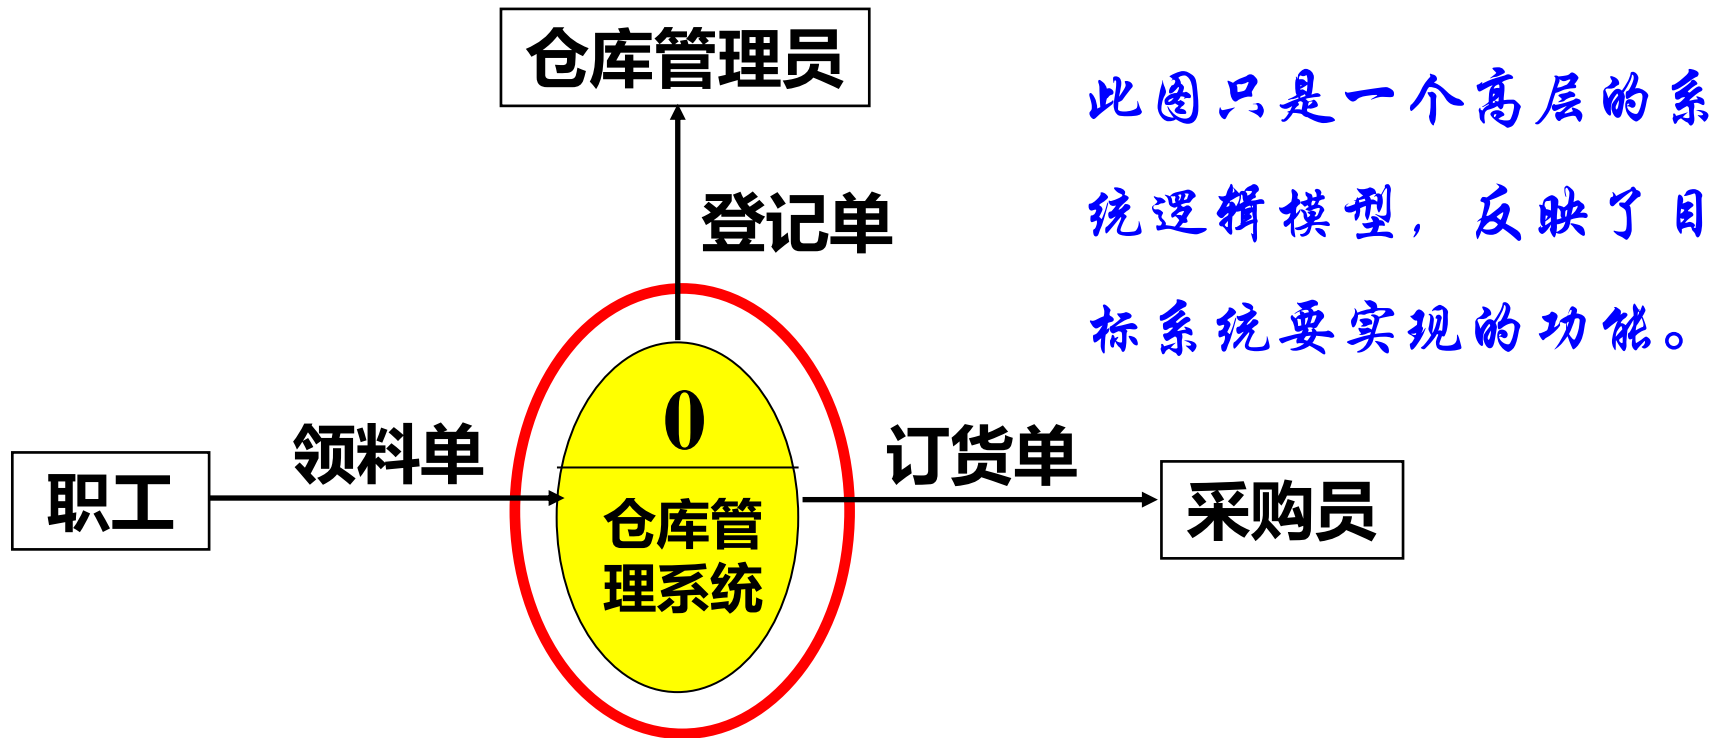 仓库管理员
此图只是一个高层的系
统逻辑模型，反映了目
标系统要实现的功能。
登记单
领料单
0
订货单
职工
仓库管
理系统
采购员